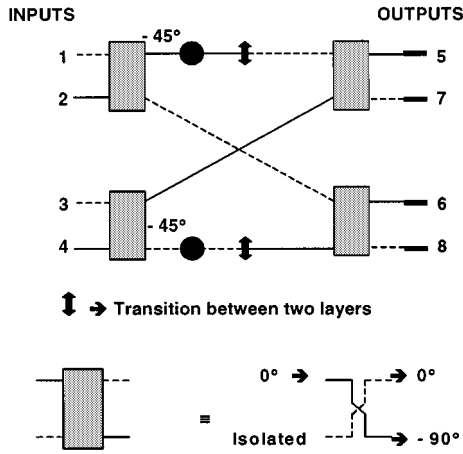 INPUTS OUTPUTS
- 45°
1 5
2 7
3 6
- 45°
4 8
Transition between two layers
0° 0°
≡
Isolated - 90°